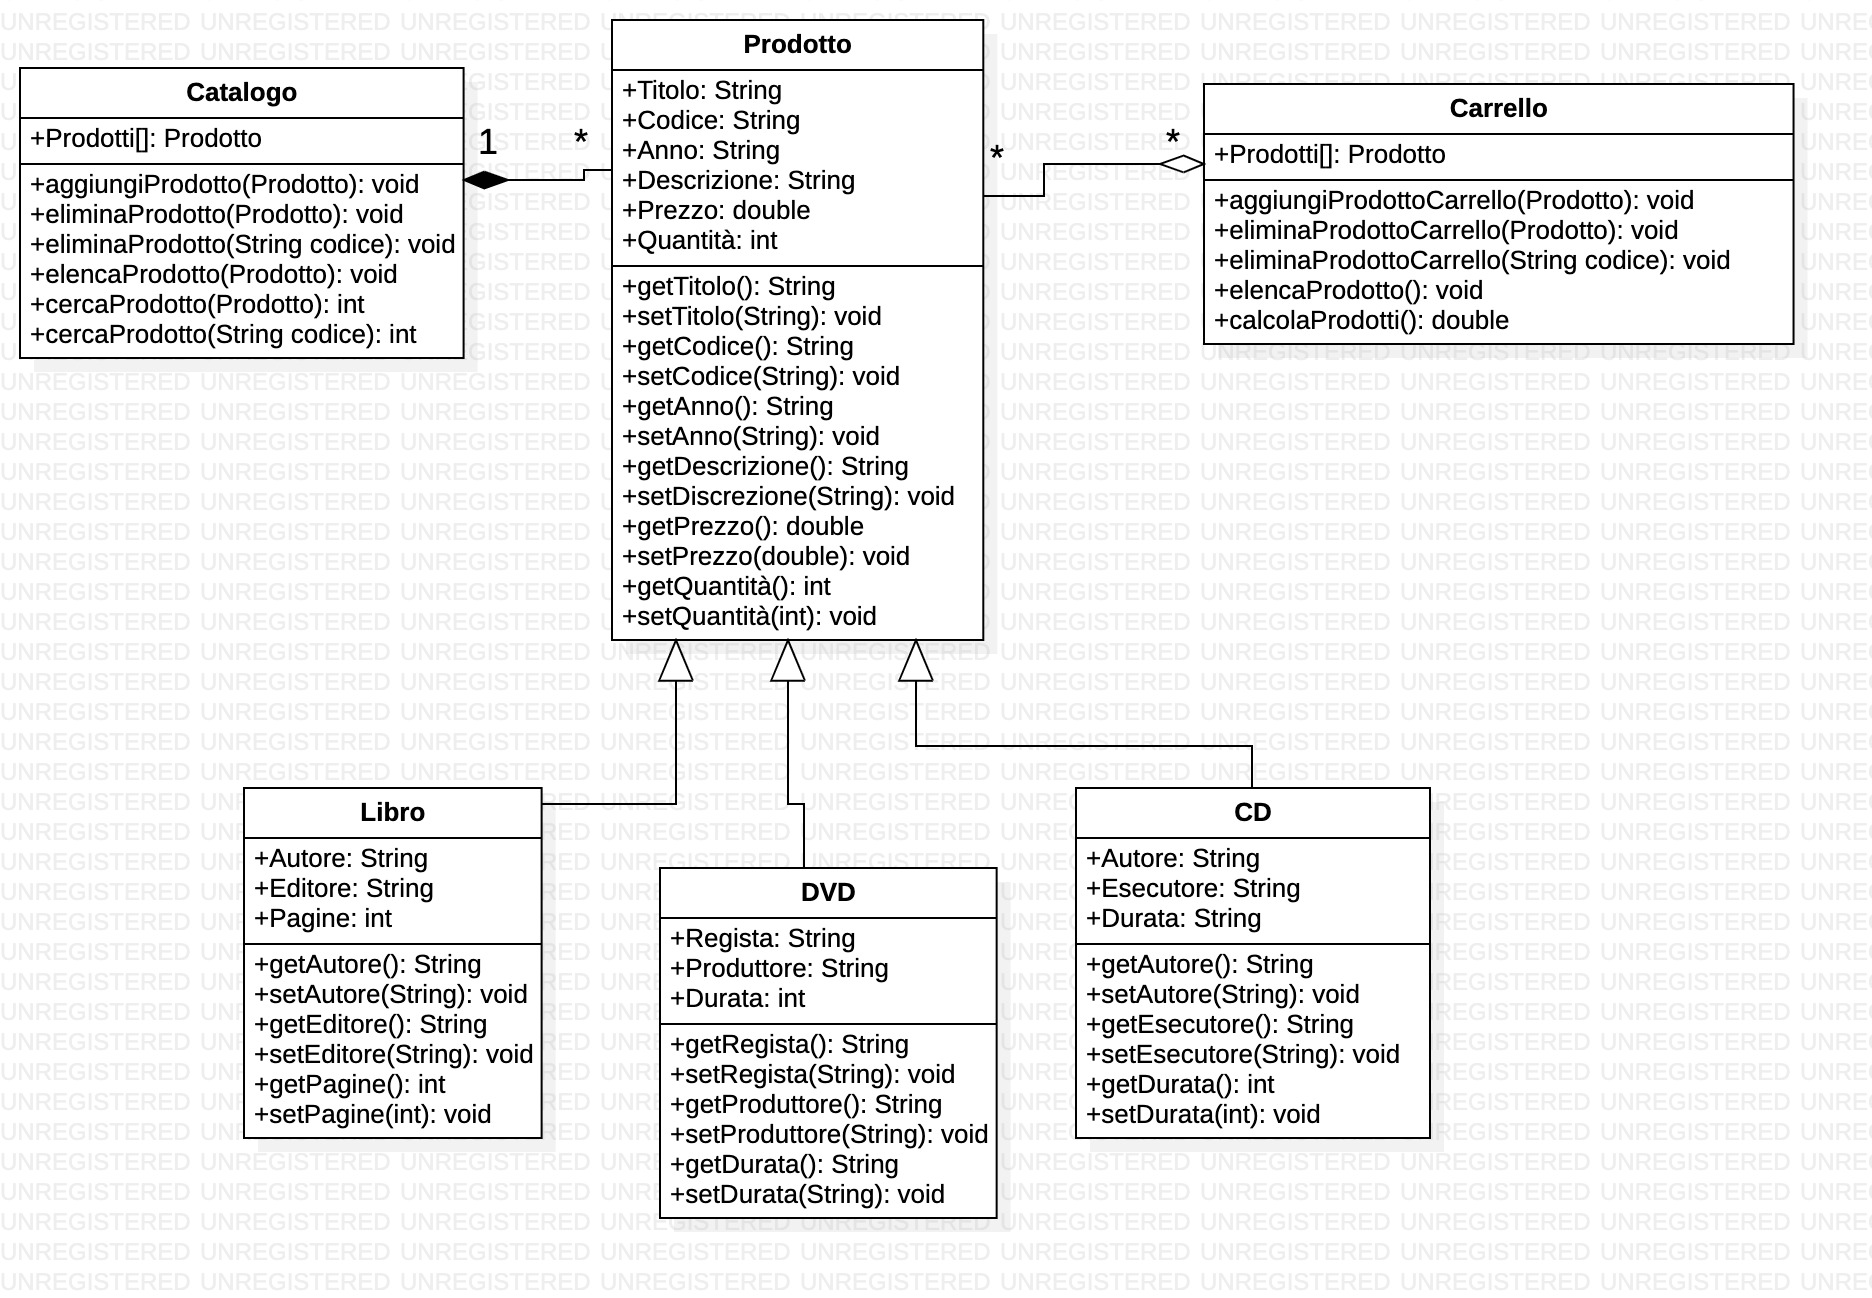 Catalogo
+Prodotti[]: Prodotto
+aggiungiProdotto(Prodotto): void
+eliminaProdotto(Prodotto): void
+eliminaProdotto(String codice): void
+elencaProdotto(Prodotto): void
+cercaProdotto(Prodotto): int
+cercaProdotto(String codice): int
1
*
Prodotto
+Titolo: String
+Codice: String
+Anno: String
+Descrizione: String
+Prezzo: double
+Quantità: int
+getTitolo(): String
+setTitolo(String): void
+getCodice(): String
+setCodice(String): void
+getAnno(): String
+setAnno(String): void
+getDescrizione(): String
+setDiscrezione(String): void
+getPrezzo(): double
+setPrezzo(double): void
+getQuantità(): int
+setQuantità(int): void
*
*
Carrello
+Prodotti[]: Prodotto
+aggiungiProdottoCarrello(Prodotto): void
+eliminaProdottoCarrello(Prodotto): void
+eliminaProdottoCarrello(String codice): void
+elencaProdotto(): void
+calcolaProdotti(): double
Libro
+Autore: String
+Editore: String
+Pagine: int
+getAutore(): String
+setAutore(String): void
+getEditore(): String
+setEditore(String): void
+getPagine(): int
+setPagine(int): void
DVD
+Regista: String
+Produttore: String
+Durata: int
+getRegista(): String
+setRegista(String): void
+getProduttore(): String
+setProduttore(String): void
+getDurata(): String
+setDurata(String): void
CD
+Autore: String
+Esecutore: String
+Durata: String
+getAutore(): String
+setAutore(String): void
+getEsecutore(): String
+setEsecutore(String): void
+getDurata(): int
+setDurata(int): void
UNREGISTERED